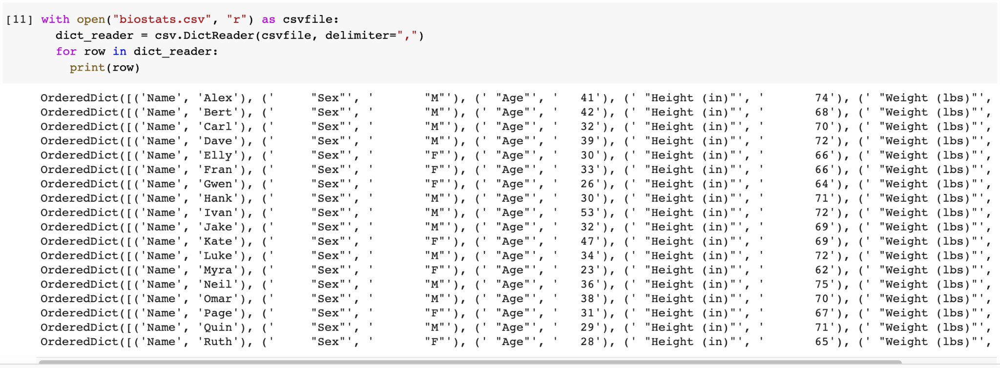 [11] with open("biostats.csv", "r") as csvfile:
  dict_reader = csv.DictReader(csvfile, delimiter=",")
  for row in dict_reader:
    print(row)
OrderedDict([('Name', 'Alex'), ('     "Sex"', '       "M"'), (' "Age"', '   41'), (' "Height (in)"', '       74'), (' "Weight (lbs)"',
OrderedDict([('Name', 'Bert'), ('     "Sex"', '       "M"'), (' "Age"', '   42'), (' "Height (in)"', '       68'), (' "Weight (lbs)"',
OrderedDict([('Name', 'Carl'), ('     "Sex"', '       "M"'), (' "Age"', '   32'), (' "Height (in)"', '       70'), (' "Weight (lbs)"',
OrderedDict([('Name', 'Dave'), ('     "Sex"', '       "M"'), (' "Age"', '   39'), (' "Height (in)"', '       72'), (' "Weight (lbs)"',
OrderedDict([('Name', 'Elly'), ('     "Sex"', '       "F"'), (' "Age"', '   30'), (' "Height (in)"', '       66'), (' "Weight (lbs)"',
OrderedDict([('Name', 'Fran'), ('     "Sex"', '       "F"'), (' "Age"', '   33'), (' "Height (in)"', '       66'), (' "Weight (lbs)"',
OrderedDict([('Name', 'Gwen'), ('     "Sex"', '       "F"'), (' "Age"', '   26'), (' "Height (in)"', '       64'), (' "Weight (lbs)"',
OrderedDict([('Name', 'Hank'), ('     "Sex"', '       "M"'), (' "Age"', '   30'), (' "Height (in)"', '       71'), (' "Weight (lbs)"',
OrderedDict([('Name', 'Ivan'), ('     "Sex"', '       "M"'), (' "Age"', '   53'), (' "Height (in)"', '       72'), (' "Weight (lbs)"',
OrderedDict([('Name', 'Jake'), ('     "Sex"', '       "M"'), (' "Age"', '   32'), (' "Height (in)"', '       69'), (' "Weight (lbs)"',
OrderedDict([('Name', 'Kate'), ('     "Sex"', '       "F"'), (' "Age"', '   47'), (' "Height (in)"', '       69'), (' "Weight (lbs)"',
OrderedDict([('Name', 'Luke'), ('     "Sex"', '       "M"'), (' "Age"', '   34'), (' "Height (in)"', '       72'), (' "Weight (lbs)"',
OrderedDict([('Name', 'Myra'), ('     "Sex"', '       "F"'), (' "Age"', '   23'), (' "Height (in)"', '       62'), (' "Weight (lbs)"',
OrderedDict([('Name', 'Neil'), ('     "Sex"', '       "M"'), (' "Age"', '   36'), (' "Height (in)"', '       75'), (' "Weight (lbs)"',
OrderedDict([('Name', 'Omar'), ('     "Sex"', '       "M"'), (' "Age"', '   38'), (' "Height (in)"', '       70'), (' "Weight (lbs)"',
OrderedDict([('Name', 'Page'), ('     "Sex"', '       "F"'), (' "Age"', '   31'), (' "Height (in)"', '       67'), (' "Weight (lbs)"',
OrderedDict([('Name', 'Quin'), ('     "Sex"', '       "M"'), (' "Age"', '   29'), (' "Height (in)"', '       71'), (' "Weight (lbs)"',
OrderedDict([('Name', 'Ruth'), ('     "Sex"', '       "F"'), (' "Age"', '   28'), (' "Height (in)"', '       65'), (' "Weight (lbs)"',